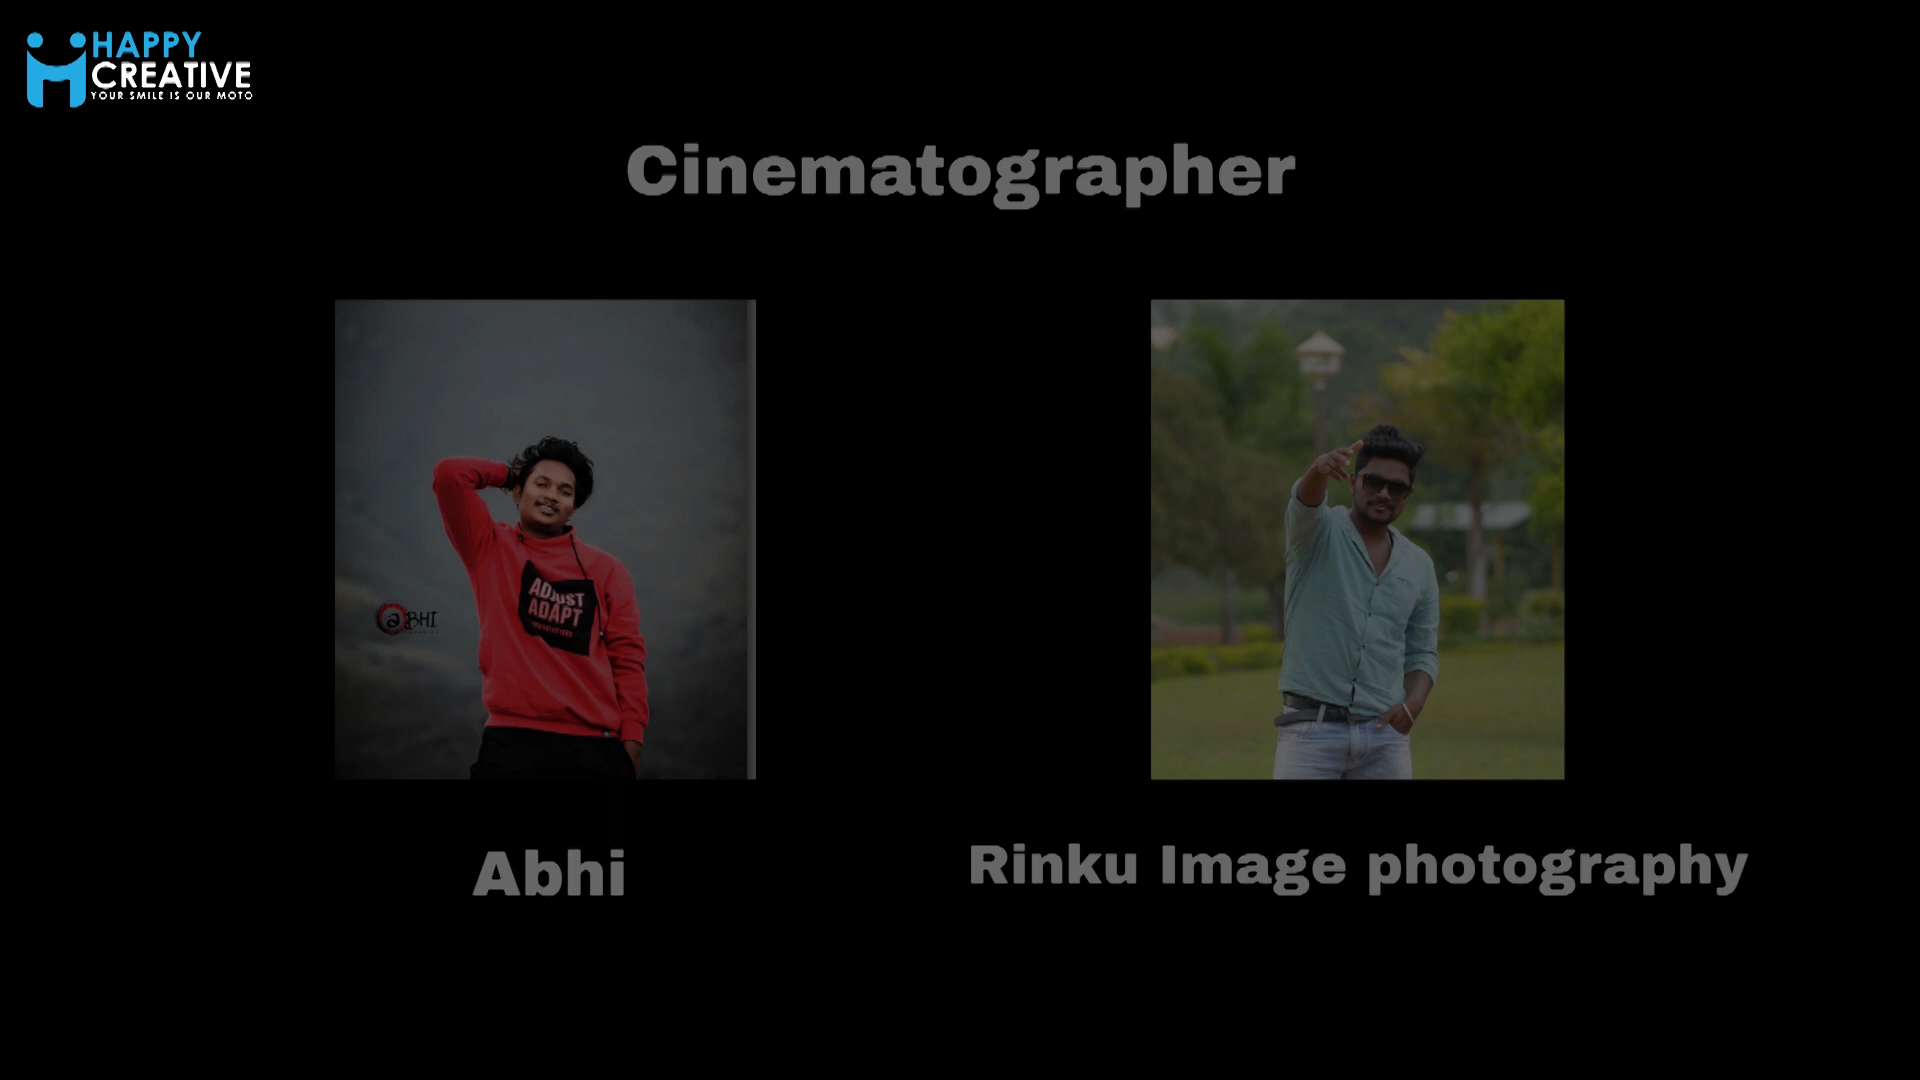 HAPPY
CREATIVE
YOUR SMILE IS OUR MOTO
Cinematographer
ADJUST
ADAPT
aBHI
Abhi
Rinku Image photography